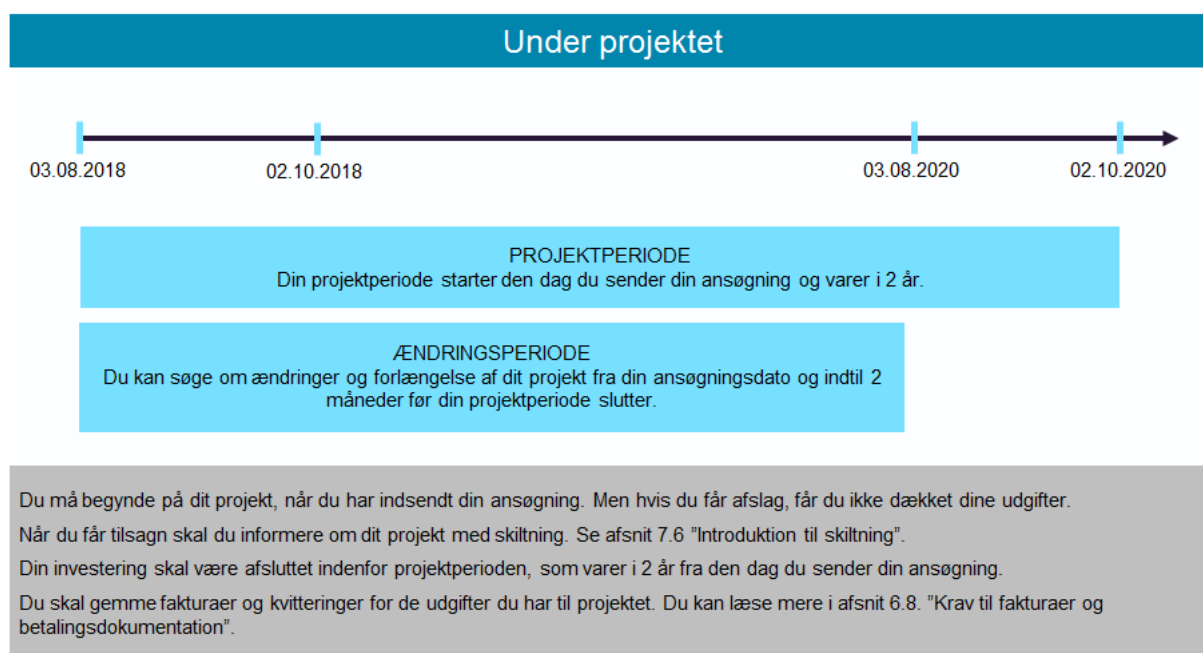 Under projektet
03.08.2018
02.10.2018
03.08.2020
02.10.2020
PROJEKTPERIODE
Din projektperiode starter den dag du sender din ansøgning og varer i 2 år.
ÆNDRINGSPERIODE
Du kan søge om ændringer og forlængelse af dit projekt fra din ansøgningsdato og indtil 2
måneder før din projektperiode slutter.
Du må begynde på dit projekt, når du har indsendt din ansøgning. Men hvis du får afslag, får du ikke dækket dine udgifter.
Når du får tilsagn skal du informere om dit projekt med skiltning. Se afsnit 7.6 ”Introduktion til skiltning”.
Din investering skal være afsluttet indenfor projektperioden, som varer i 2 år fra den dag du sender din ansøgning.
Du skal gemme fakturaer og kvitteringer for de udgifter du har til projektet. Du kan læse mere i afsnit 6.8. ”Krav til fakturaer og
betalingsdokumentation”.